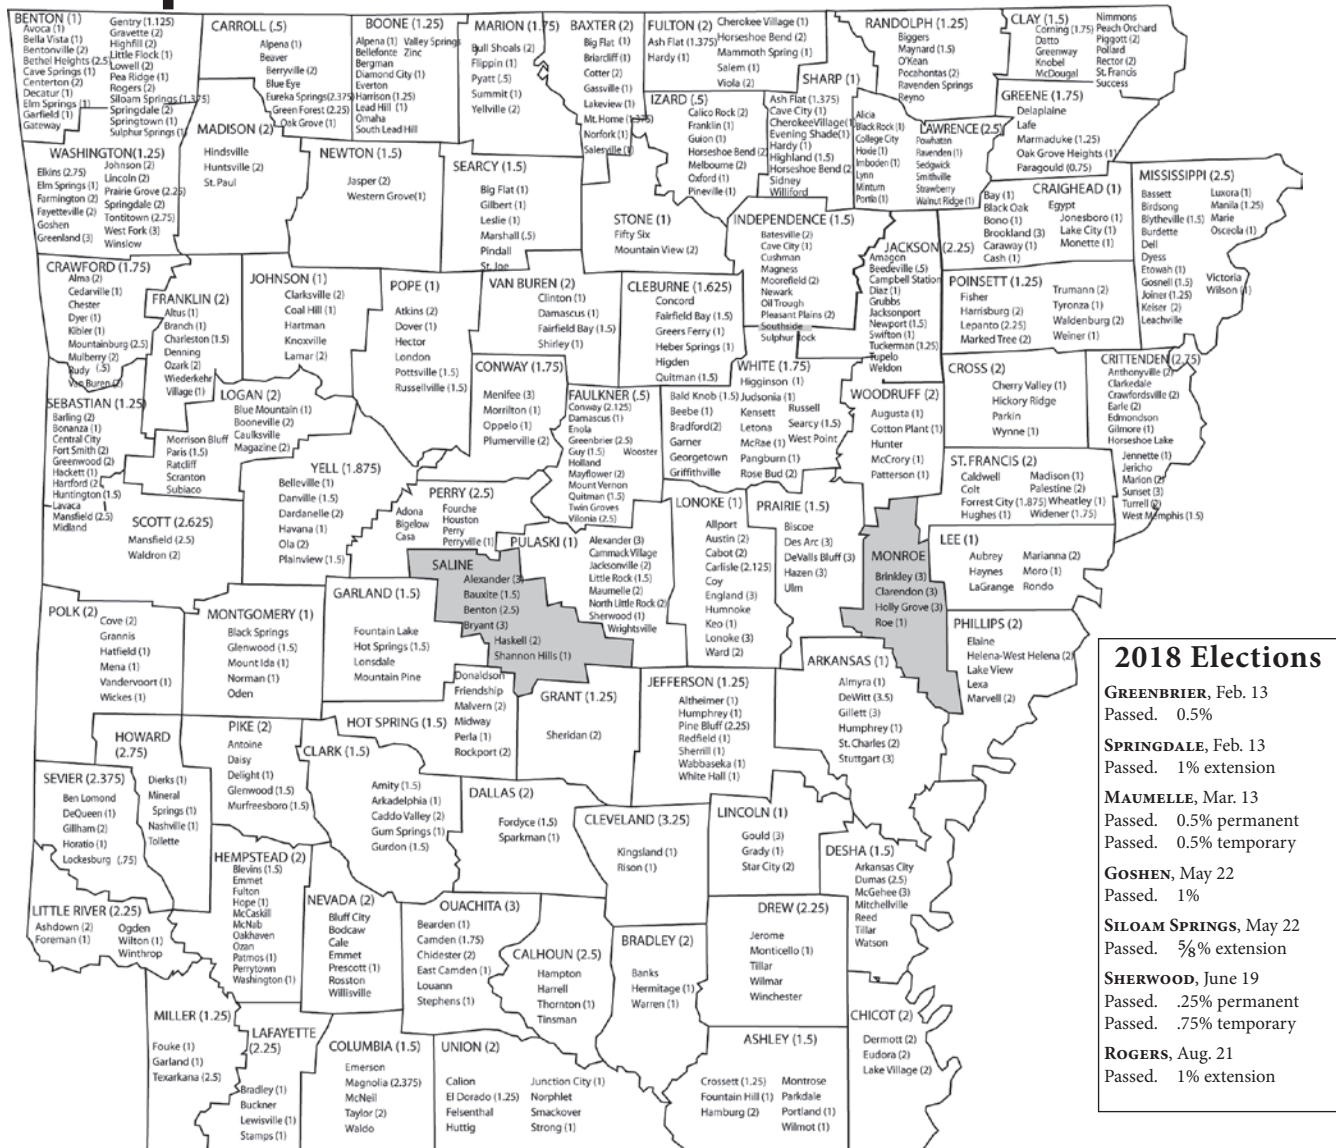 BENTON (1)
Avoca (1)
Bella Vista (1)
Bentonville (2)
Bethel Heights (2.5)
Cave Springs (1)
Centerton (2)
Decatur (1)
Elm Springs (1)
Garfield (1)
Gateway
Gentry (1.125)
Gravette (2)
Highfill (2)
Little Flock (1)
Lowell (2)
Pea Ridge (1)
Rogers (2)
Siloam Springs (1.375)
Springdale (2)
Springtown (1)
Sulphur Springs (1)
CARROLL (.5)
Alpena (1)
Beaver
Berryville (2)
Blue Eye
Eureka Springs(2.375)
Green Forest (2.25)
Oak Grove (1)
BOONE (1.25)
Alpena (1) Valley Springs
Bellefonte Zinc
Bergman
Diamond City (1)
Everton
Harrison (1.25)
Lead Hill (1)
Omaha
South Lead Hill
MARION (1.75)
Bull Shoals (2)
Flippin (1)
Pyatt (.5)
Summit (1)
Yellville (2)
BAXTER (2)
Big Flat (1)
Briarcliff (1)
Cotter (2)
Gassville (1)
Lakeview (1)
Mt. Home (1.375)
Norfork (1)
Salesville (1)
FULTON (2)
Ash Flat (1.375)
Hardy (1)
Cherokee Village (1)
Horseshoe Bend (2)
Mammoth Spring (1)
Salem (1)
Viola (2)
SHARP (1)
Ash Flat (1.375)
Cave City (1)
CherokeeVillage(1)
Evening Shade(1)
Hardy (1)
Highland (1.5)
Horseshoe Bend (2)
Sidney
Williford
RANDOLPH (1.25)
Biggers
Maynard (1.5)
O'Kean
Pocahontas (2)
Ravenden Springs
Reyno
CLAY (1.5)
Corning (1.75)
Datto
Greenway
Knobel
McDougal
Nimmons
Peach Orchard
Piggott (2)
Pollard
Rector (2)
St. Francis
Success
GREENE (1.75)
Delaplaine
Lafe
Marmaduke (1.25)
Oak Grove Heights (1)
Paragould (0.75)
IZARD (.5)
Calico Rock (2)
Franklin (1)
Guion (1)
Horseshoe Bend (2)
Melbourne (2)
Oxford (1)
Pineville (1)
LAWRENCE (2.5)
Alicia
Black Rock (1)
College City
Hoxie (1)
Imboden (1)
Lynn
Minturn
Portia (1)
Powhatan
Ravenden (1)
Sedgwick
Smithville
Strawberry
Walnut Ridge (1)
MADISON (2)
Hindsville
Huntsville (2)
St. Paul
NEWTON (1.5)
Jasper (2)
Western Grove(1)
SEARCY (1.5)
Big Flat (1)
Gilbert (1)
Leslie (1)
Marshall (.5)
Pindall
St. Joe
WASHINGTON(1.25)
Elkins (2.75)
Elm Springs (1)
Farmington (2)
Fayetteville (2)
Goshen
Greenland (3)
Johnson (2)
Lincoln (2)
Prairie Grove (2.25)
Springdale (2)
Tontitown (2.75)
West Fork (3)
Winslow
STONE (1)
Fifty Six
Mountain View (2)
INDEPENDENCE (1.5)
Batesville (2)
Cave City (1)
Cushman
Magness
Moorefield (2)
Newark
Oil Trough
Pleasant Plains (2)
Southside
Sulphur Rock
JACKSON (2.25)
Amagon
Beedeville (.5)
Campbell Station
Diaz (1)
Grubbs
Jacksonport
Newport (1.5)
Swifton (1)
Tuckerman (1.25)
Tupelo
Weldon
CRAIGHEAD (1)
Bay (1)
Black Oak
Bono (1)
Brookland (3)
Caraway (1)
Cash (1)
Egypt
Jonesboro (1)
Lake City (1)
Monette (1)
MISSISSIPPI (2.5)
Bassett
Birdsong
Blytheville (1.5)
Burdette
Dell
Dyess
Etowah (1)
Gosnell (1.5)
Joiner (1.25)
Keiser (2)
Leachville
Luxora (1)
Manila (1.25)
Marie
Osceola (1)
Victoria
Wilson (1)
CRAWFORD (1.75)
Alma (2)
Cedarville (1)
Chester
Dyer (1)
Kibler (1)
Mountainburg (2.5)
Mulberry (2)
Rudy (.5)
Van Buren (2)
FRANKLIN (2)
Altus (1)
Branch (1)
Charleston (1.5)
Denning
Ozark (2)
Wiederkehr
Village (1)
JOHNSON (1)
Clarksville (2)
Coal Hill (1)
Hartman
Knoxville
Lamar (2)
POPE (1)
Atkins (2)
Dover (1)
Hector
London
Pottsville (1.5)
Russellville (1.5)
VAN BUREN (2)
Clinton (1)
Damascus (1)
Fairfield Bay (1.5)
Shirley (1)
CLEBURNE (1.625)
Concord
Fairfield Bay (1.5)
Greers Ferry (1)
Heber Springs (1)
Higden
Quitman (1.5)
POINSETT (1.25)
Fisher
Harrisburg (2)
Lepanto (2.25)
Marked Tree (2)
Trumann (2)
Tyronza (1)
Waldenburg (2)
Weiner (1)
CONWAY (1.75)
Menifee (3)
Morrilton (1)
Oppelo (1)
Plumerville (2)
WHITE (1.75)
Bald Knob (1.5)
Beebe (1)
Bradford(2)
Garner
Georgetown
Griffithville
Higginson (1)
Judsonia (1)
Kensett
Letona
McRae (1)
Pangburn (1)
Rose Bud (2)
Russell
Searcy (1.5)
West Point
WOODRUFF (2)
Augusta (1)
Cotton Plant (1)
Hunter
McCrory (1)
Patterson (1)
CROSS (2)
Cherry Valley (1)
Hickory Ridge
Parkin
Wynne (1)
CRITTENDEN (2.75)
Anthonyville (2)
Clarkedale
Crawfordsville (2)
Earle (2)
Edmondson
Gilmore (1)
Horseshoe Lake
Jennette (1)
Jericho
Marion (2)
Sunset (3)
Turrell (2)
West Memphis (1.5)
SEBASTIAN (1.25)
Barling (2)
Bonanza (1)
Central City
Fort Smith (2)
Greenwood (2)
Hackett (1)
Hartford (2)
Huntington (1.5)
Lavaca
Mansfield (2.5)
Midland
LOGAN (2)
Blue Mountain (1)
Booneville (2)
Caulksville
Magazine (2)
Morrison Bluff
Paris (1.5)
Ratcliff
Scranton
Subiaco
FAULKNER (.5)
Conway (2.125)
Damascus (1)
Enola
Greenbrier (2.5)
Guy (1.5) Wooster
Holland
Mayflower (2)
Mount Vernon
Quitman (1.5)
Twin Groves
Vilonia (2.5)
YELL (1.875)
Belleville (1)
Danville (1.5)
Dardanelle (2)
Havana (1)
Ola (2)
Plainview (1.5)
PERRY (2.5)
Adona
Bigelow
Casa
Fourche
Houston
Perry
Perryville (1)
ST. FRANCIS (2)
Caldwell
Colt
Forrest City (1.875)
Hughes (1)
Madison (1)
Palestine (2)
Wheatley (1)
Widener (1.75)
SCOTT (2.625)
Mansfield (2.5)
Waldron (2)
LONOKE (1)
Allport
Austin (2)
Cabot (2)
Carlisle (2.125)
Coy
England (3)
Humnoke
Keo (1)
Lonoke (3)
Ward (2)
PRAIRIE (1.5)
Biscoe
Des Arc (3)
DeValls Bluff (3)
Hazen (3)
Ulm
PULASKI (1)
Alexander (3)
Cammack Village
Jacksonville (2)
Little Rock (1.5)
Maumelle (2)
North Little Rock (2)
Sherwood (1)
Wrightsville
SALINE
Alexander (3)
Bauxite (1.5)
Benton (2.5)
Bryant (3)
Haskell (2)
Shannon Hills (1)
MONROE
Brinkley (3)
Clarendon (3)
Holly Grove (3)
Roe (1)
LEE (1)
Aubrey
Haynes
LaGrange
Marianna (2)
Moro (1)
Rondo
POLK (2)
Cove (2)
Grannis
Hatfield (1)
Mena (1)
Vandervoort (1)
Wickes (1)
MONTGOMERY (1)
Black Springs
Glenwood (1.5)
Mount Ida (1)
Norman (1)
Oden
GARLAND (1.5)
Fountain Lake
Hot Springs (1.5)
Lonsdale
Mountain Pine
PHILLIPS (2)
Elaine
Helena-West Helena (2)
Lake View
Lexa
Marvell (2)
HOT SPRING (1.5)
Donaldson
Friendship
Malvern (2)
Midway
Perla (1)
Rockport (2)
GRANT (1.25)
Sheridan (2)
JEFFERSON (1.25)
Altheimer (1)
Humphrey (1)
Pine Bluff (2.25)
Redfield (1)
Sherrill (1)
Wabbaseka (1)
White Hall (1)
ARKANSAS (1)
Almyra (1)
DeWitt (3.5)
Gillett (3)
Humphrey (1)
St. Charles (2)
Stuttgart (3)
HOWARD
(2.75)
Dierks (1)
Mineral
Springs (1)
Nashville (1)
Tollette
PIKE (2)
Antoine
Daisy
Delight (1)
Glenwood (1.5)
Murfreesboro (1.5)
CLARK (1.5)
Amity (1.5)
Arkadelphia (1)
Caddo Valley (2)
Gum Springs (1)
Gurdon (1.5)
SEVIER (2.375)
Ben Lomond
DeQueen (1)
Gillham (2)
Horatio (1)
Lockesburg (.75)
DALLAS (2)
Fordyce (1.5)
Sparkman (1)
CLEVELAND (3.25)
Kingsland (1)
Rison (1)
LINCOLN (1)
Gould (3)
Grady (1)
Star City (2)
DESHA (1.5)
Arkansas City
Dumas (2.5)
McGehee (3)
Mitchellville
Reed
Tillar
Watson
HEMPSTEAD (2)
Blevins (1.5)
Emmet
Fulton
Hope (1)
McCaskill
McNab
Oakhaven
Ozan
Patmos (1)
Perrytown
Washington (1)
NEVADA (2)
Bluff City
Bodcaw
Cale
Emmet
Prescott (1)
Rosston
Willisville
OUACHITA (3)
Bearden (1)
Camden (1.75)
Chidester (2)
East Camden (1)
Louann
Stephens (1)
LITTLE RIVER (2.25)
Ashdown (2)
Foreman (1)
Ogden
Wilton (1)
Winthrop
CALHOUN (2.5)
Hampton
Harrell
Thornton (1)
Tinsman
BRADLEY (2)
Banks
Hermitage (1)
Warren (1)
DREW (2.25)
Jerome
Monticello (1)
Tillar
Wilmar
Winchester
MILLER (1.25)
Fouke (1)
Garland (1)
Texarkana (2.5)
LAFAYETTE
(2.25)
Bradley (1)
Buckner
Lewisville (1)
Stamps (1)
COLUMBIA (1.5)
Emerson
Magnolia (2.375)
McNeil
Taylor (2)
Waldo
UNION (2)
Calion
El Dorado (1.25)
Felsenthal
Huttig
Junction City (1)
Norphlet
Smackover
Strong (1)
ASHLEY (1.5)
Crossett (1.25)
Fountain Hill (1)
Hamburg (2)
Montrose
Parkdale
Portland (1)
Wilmot (1)
CHICOT (2)
Dermott (2)
Eudora (2)
Lake Village (2)
2018 Elections
GREENBRIER, Feb. 13
Passed. 0.5%
SPRINGDALE, Feb. 13
Passed. 1% extension
MAUMELLE, Mar. 13
Passed. 0.5% permanent
Passed. 0.5% temporary
GOSHEN, May 22
Passed. 1%
SILOAM SPRINGS, May 22
Passed. ⅝% extension
SHERWOOD, June 19
Passed. .25% permanent
Passed. .75% temporary
ROGERS, Aug. 21
Passed. 1% extension